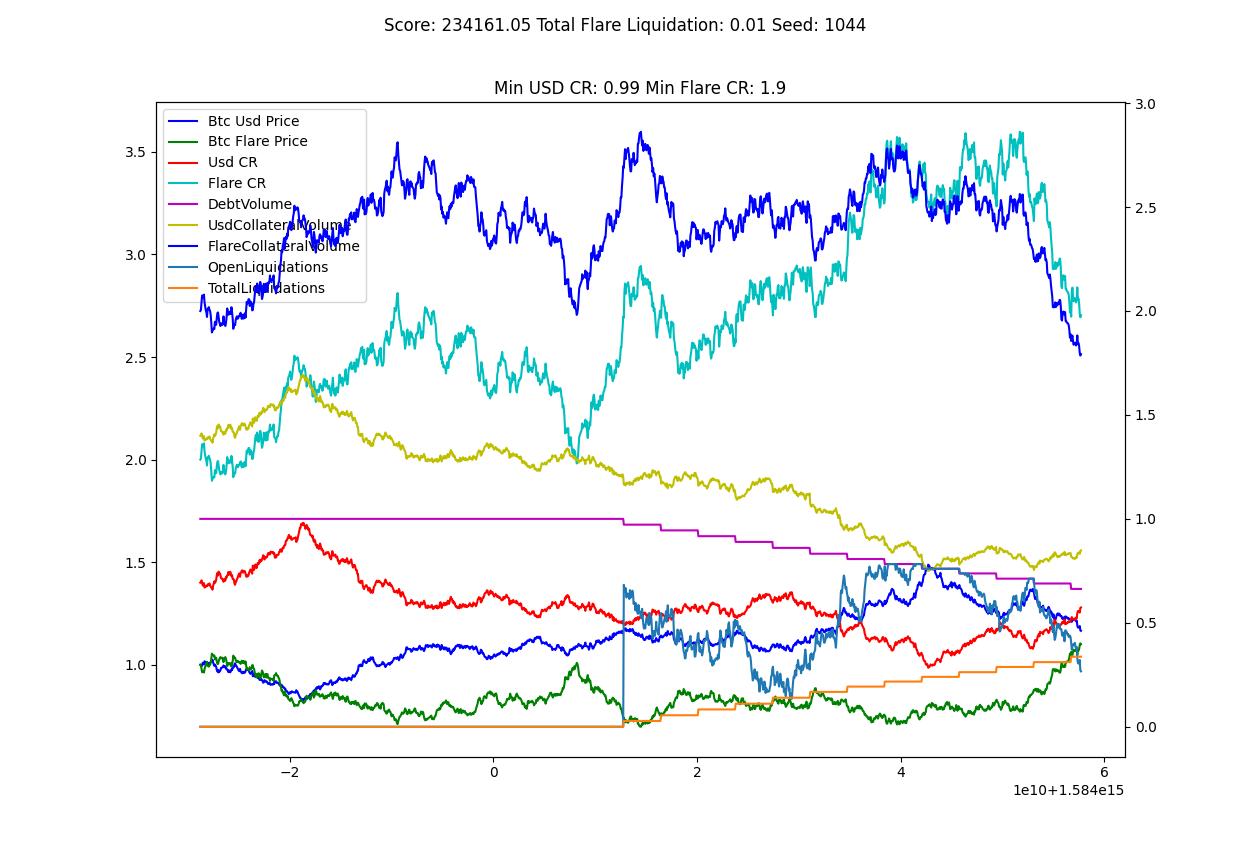 Score: 234161.05 Total Flare Liquidation: 0.01 Seed: 1044
Min USD CR: 0.99 Min Flare CR: 1.9
Btc Usd Price
Btc Flare Price
Usd CR
Flare CR
DebtVolume
UsdCollateralVolume
FlareCollateralVolume
OpenLiquidations
TotalLiquidations
3.5
3.0
2.5
2.0
1.5
1.0
3.0
2.5
2.0
1.5
1.0
0.5
0.0
−2
0
2
4
6
1e10+1.584e15